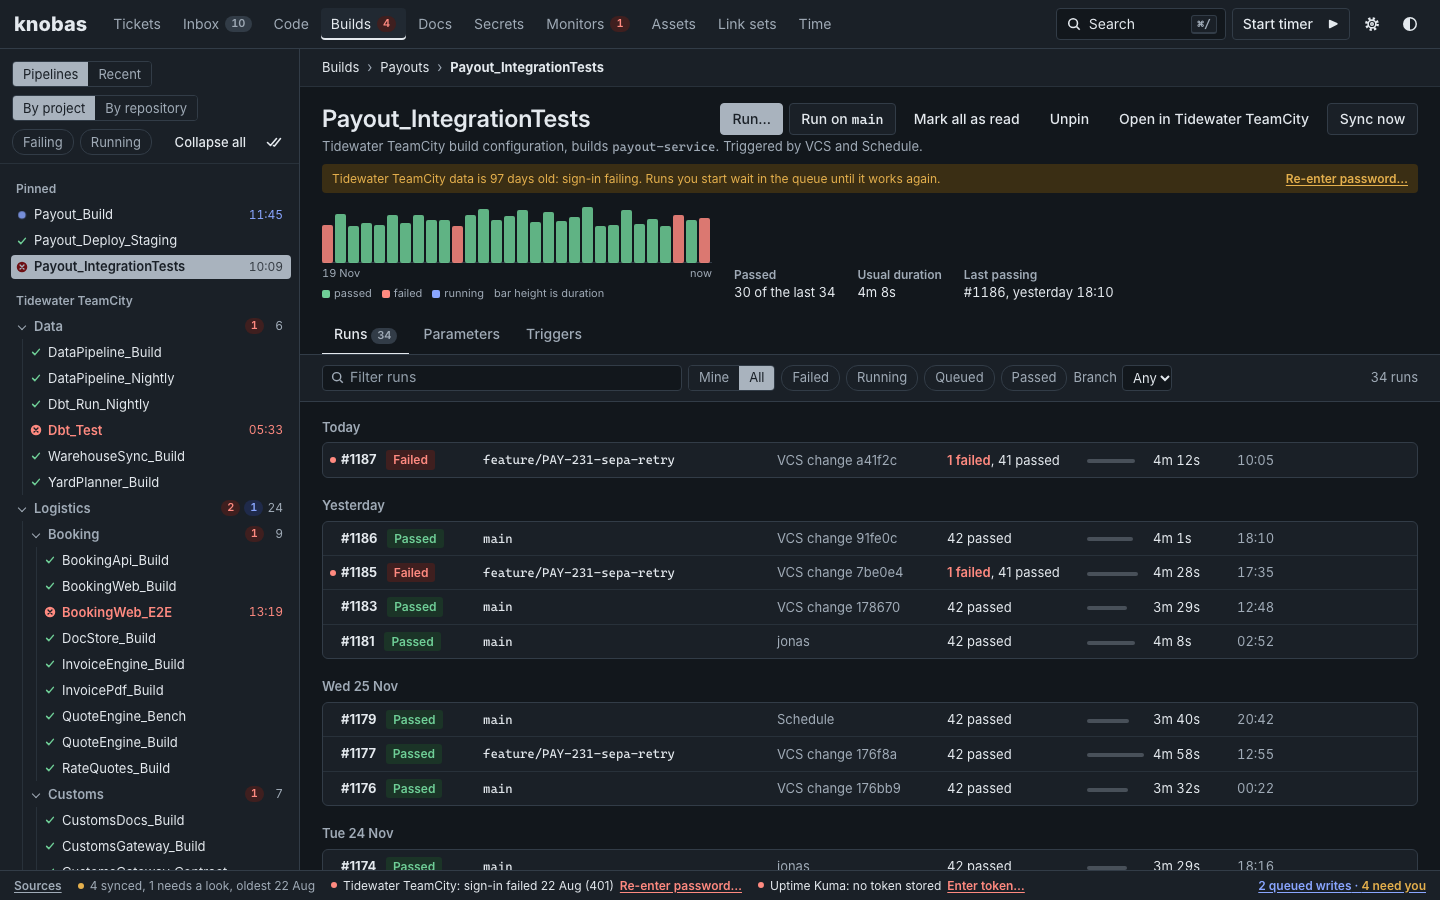 knobas Tickets Inbox 10 Code Builds 4 Docs Secrets Monitors 1 Assets Link sets Time Search ⌘/ Start timer
Pipelines Recent
By project By repository
Failing Running Collapse all
Pinned
Payout_Build 11:45
Payout_Deploy_Staging
Payout_IntegrationTests 10:09
Tidewater TeamCity
Data 1 6
DataPipeline_Build
DataPipeline_Nightly
Dbt_Run_Nightly
Dbt_Test 05:33
WarehouseSync_Build
YardPlanner_Build
Logistics 2 1 24
Booking 1 9
BookingApi_Build
BookingWeb_Build
BookingWeb_E2E 13:19
DocStore_Build
InvoiceEngine_Build
InvoicePdf_Build
QuoteEngine_Bench
QuoteEngine_Build
RateQuotes_Build
Customs 1 7
CustomsDocs_Build
CustomsGateway_Build
Builds › Payouts › Payout_IntegrationTests
Payout_IntegrationTests Run... Run on main Mark all as read Unpin Open in Tidewater TeamCity Sync now
Tidewater TeamCity build configuration, builds payout-service. Triggered by VCS and Schedule.
Tidewater TeamCity data is 97 days old: sign-in failing. Runs you start wait in the queue until it works again. Re-enter password...
19 Nov now
passed failed running bar height is duration
Passed Usual duration Last passing
30 of the last 34 4m 8s #1186, yesterday 18:10
Runs 34 Parameters Triggers
Filter runs Mine All Failed Running Queued Passed Branch Any 34 runs
Today
#1187 Failed feature/PAY-231-sepa-retry VCS change a41f2c 1 failed, 41 passed 4m 12s 10:05
Yesterday
#1186 Passed main VCS change 91fe0c 42 passed 4m 1s 18:10
#1185 Failed feature/PAY-231-sepa-retry VCS change 7be0e4 1 failed, 41 passed 4m 28s 17:35
#1183 Passed main VCS change 178670 42 passed 3m 29s 12:48
#1181 Passed main jonas 42 passed 4m 8s 02:52
Wed 25 Nov
#1179 Passed main Schedule 42 passed 3m 40s 20:42
#1177 Passed feature/PAY-231-sepa-retry VCS change 176f8a 42 passed 4m 58s 12:55
#1176 Passed main VCS change 176bb9 42 passed 3m 32s 00:22
Tue 24 Nov
#1174 Passed main jonas 42 passed 3m 29s 18:16
Sources 4 synced, 1 needs a look, oldest 22 Aug Tidewater TeamCity: sign-in failed 22 Aug (401) Re-enter password... Uptime Kuma: no token stored Enter token... 2 queued writes · 4 need you